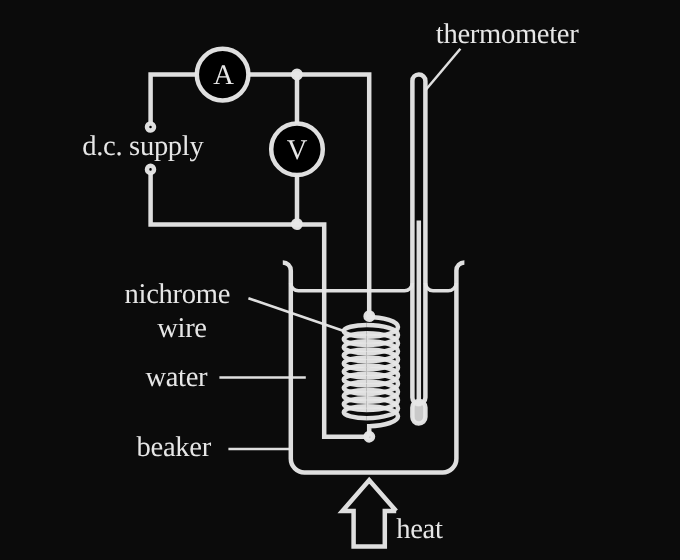 thermometer
A
d.c. supply
V
nichrome
wire
water
beaker
heat